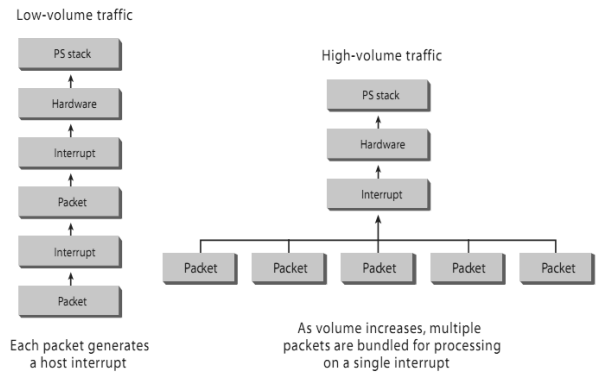 Low-volume traffic
PS stack
Hardware
Interrupt
Packet
Interrupt
Packet
Each packet generates
a host interrupt
High-volume traffic
PS stack
Hardware
Interrupt
Packet
Packet
Packet
Packet
Packet
As volume increases, multiple
packets are bundled for processing
on a single interrupt